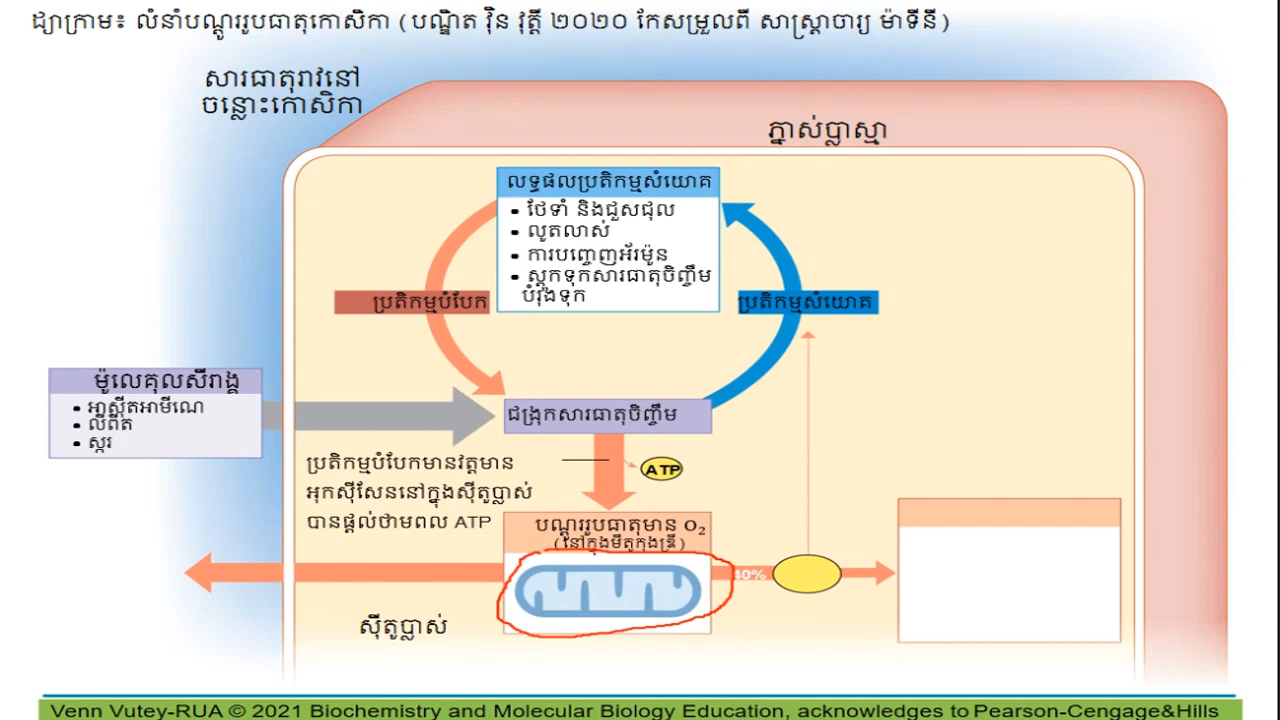 ដ្យាក្រាម៖ លំនាំបណ្តូររូបធាតុកោសិកា (បណ្ឌិត វ៉ិន វុត្តី ២០២០ កែសម្រួលពី សាស្ត្រាចារ្យ ម៉ាទីនី)
សារធាតុរាវនៅ
ចន្លោះកោសិកា
ភ្នាស់ប្លាស្មា
លទ្ធផលប្រតិកម្មសំយោគ
• ថែទាំ និងជួសជុល
• លូតលាស់
• ការបញ្ចេញអ័រម៉ូន
• ស្តុកទុកសារធាតុចិញ្ចឹម
បំរុងទុក
ប្រតិកម្មបំបែក
ប្រតិកម្មសំយោគ
ម៉ូលេគុលសរីរាង្គ
• អាស៊ីតអាមីណេ
• លីពីត
• ស្ករ
ជង្រុកសារធាតុចិញ្ចឹម
ប្រតិកម្មបំបែកមានវត្តមាន
អុកស៊ីសែននៅក្នុងស៊ីតូប្លាស់
បានផ្តល់ថាមពល ATP
ATP
បណ្តូររូបធាតុមាន O₂
(នៅក្នុងមីតូកុងឌ្រី)
40%
ស៊ីតូប្លាស់
Venn Vutey-RUA © 2021 Biochemistry and Molecular Biology Education, acknowledges to Pearson-Cengage&Hills